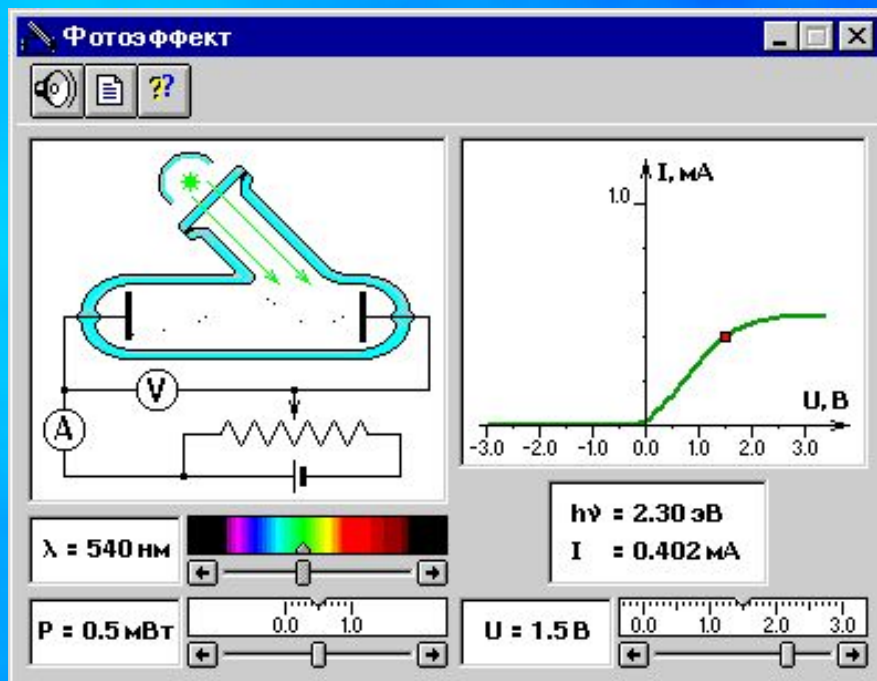 Фотоэффект
??
I, мА
1.0
U, В
-3.0 -2.0 -1.0 0.0 1.0 2.0 3.0
V
A
hν = 2.30 эВ
I = 0.402 мА
λ = 540 нм
P = 0.5 мВт
0.0 1.0
U = 1.5 В
0.0 1.0 2.0 3.0